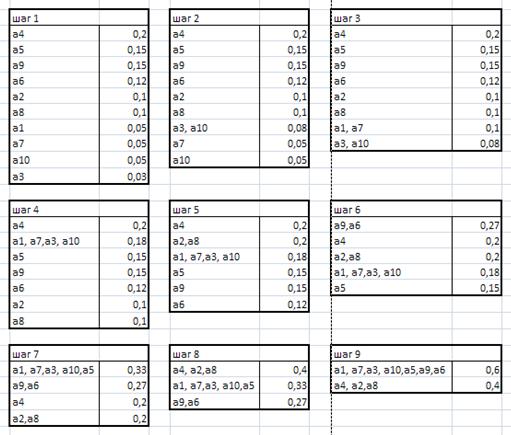 шаг 1
a4 0,2
a5 0,15
a9 0,15
a6 0,12
a2 0,1
a8 0,1
a1 0,05
a7 0,05
a10 0,05
a3 0,03
шаг 2
a4 0,2
a5 0,15
a9 0,15
a6 0,12
a2 0,1
a8 0,1
a3, a10 0,08
a7 0,05
a10 0,05
шаг 3
a4 0,2
a5 0,15
a9 0,15
a6 0,12
a2 0,1
a8 0,1
a1, a7 0,1
a3, a10 0,08
шаг 4
a4 0,2
a1, a7,a3, a10 0,18
a5 0,15
a9 0,15
a6 0,12
a2 0,1
a8 0,1
шаг 5
a4 0,2
a2,a8 0,2
a1, a7,a3, a10 0,18
a5 0,15
a9 0,15
a6 0,12
шаг 6
a9,a6 0,27
a4 0,2
a2,a8 0,2
a1, a7,a3, a10 0,18
a5 0,15
шаг 7
a1, a7,a3, a10,a5 0,33
a9,a6 0,27
a4 0,2
a2,a8 0,2
шаг 8
a4, a2,a8 0,4
a1, a7,a3, a10,a5 0,33
a9,a6 0,27
шаг 9
a1, a7,a3, a10,a5,a9,a6 0,6
a4, a2,a8 0,4